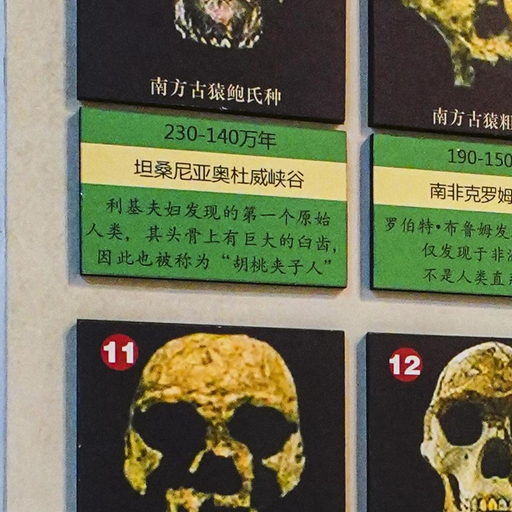 南方古猿鲍氏种
230-140万年
坦桑尼亚奥杜威峡谷
利基夫妇发现的第一个原始
人类，其头骨上有巨大的臼齿，
因此也被称为“胡桃夹子人”
南方古猿粗
190-150
南非克罗姆
罗伯特·布鲁姆发
仅发现于非洲
不是人类直
11
12